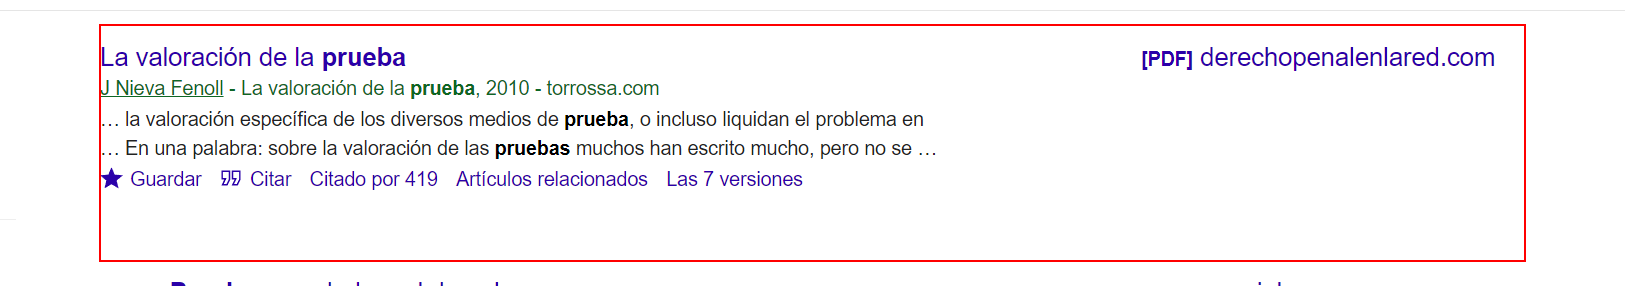 La valoración de la prueba
[PDF] derechopenalenlared.com
J Nieva Fenoll - La valoración de la prueba, 2010 - torrossa.com
… la valoración específica de los diversos medios de prueba, o incluso liquidan el problema en
… En una palabra: sobre la valoración de las pruebas muchos han escrito mucho, pero no se …
Guardar Citar Citado por 419 Artículos relacionados Las 7 versiones